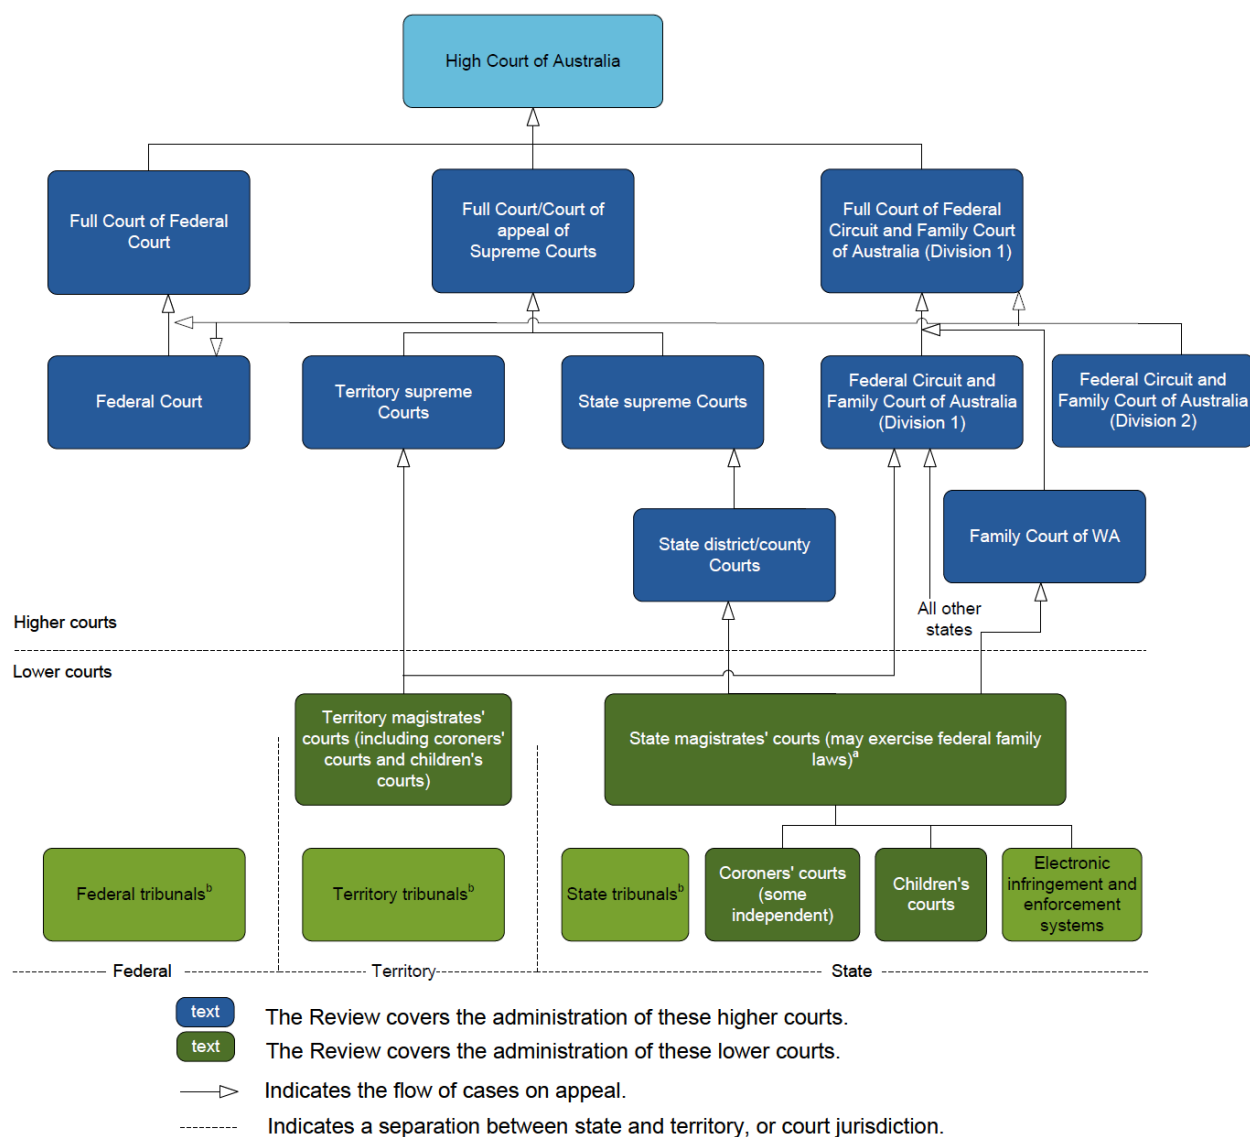 High Court of Australia
Full Court of Federal
Court
Full Court/Court of
appeal of
Supreme Courts
Full Court of Federal
Circuit and Family Court
of Australia (Division 1)
Federal Court
Territory supreme
Courts
State supreme Courts
Federal Circuit and
Family Court of Australia
(Division 1)
Federal Circuit and
Family Court of Australia
(Division 2)
State district/county
Courts
Family Court of WA
All other
states
Higher courts
Lower courts
Territory magistrates'
courts (including coroners'
courts and children's
courts)
State magistrates' courts (may exercise federal family
laws)a
Federal tribunalsb
Territory tribunalsb
State tribunalsb
Coroners' courts
(some
independent)
Children's
courts
Electronic
infringement and
enforcement
systems
Federal
Territory
State
text
The Review covers the administration of these higher courts.
text
The Review covers the administration of these lower courts.
Indicates the flow of cases on appeal.
Indicates a separation between state and territory, or court jurisdiction.